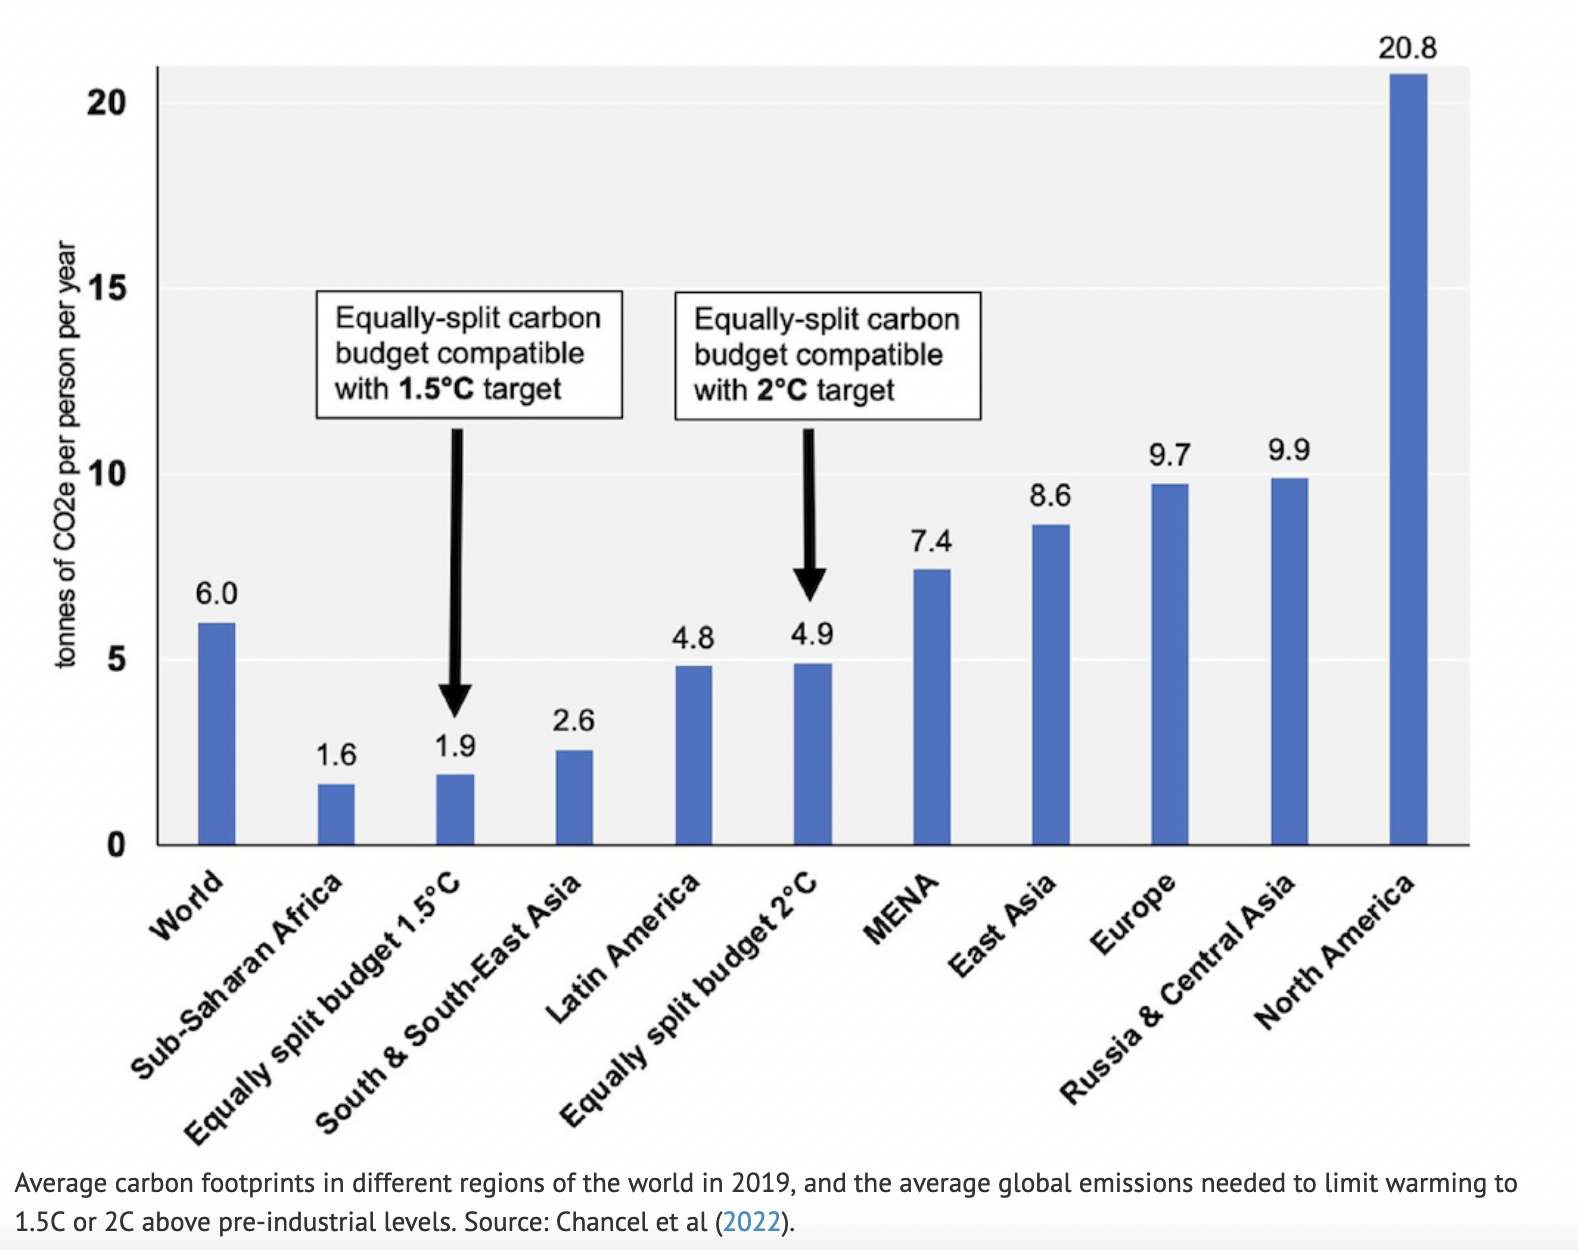 20.8
20
tonnes of CO2e per person per year
15
Equally-split carbon
budget compatible
with 1.5°C target
Equally-split carbon
budget compatible
with 2°C target
10
9.7
9.9
8.6
7.4
6.0
5
4.8
4.9
2.6
1.9
1.6
0
World
Sub-Saharan Africa
Equally split budget 1.5°C
South & South-East Asia
Latin America
Equally split budget 2°C
MENA
East Asia
Europe
Russia & Central Asia
North America
Average carbon footprints in different regions of the world in 2019, and the average global emissions needed to limit warming to
1.5C or 2C above pre-industrial levels. Source: Chancel et al (2022).